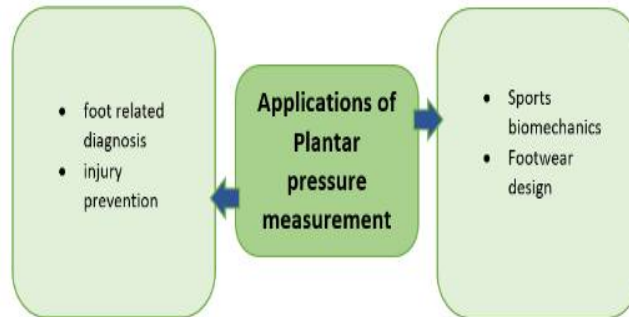 • foot related
diagnosis
• injury
prevention
Applications of
Plantar
pressure
measurement
• Sports
biomechanics
• Footwear
design